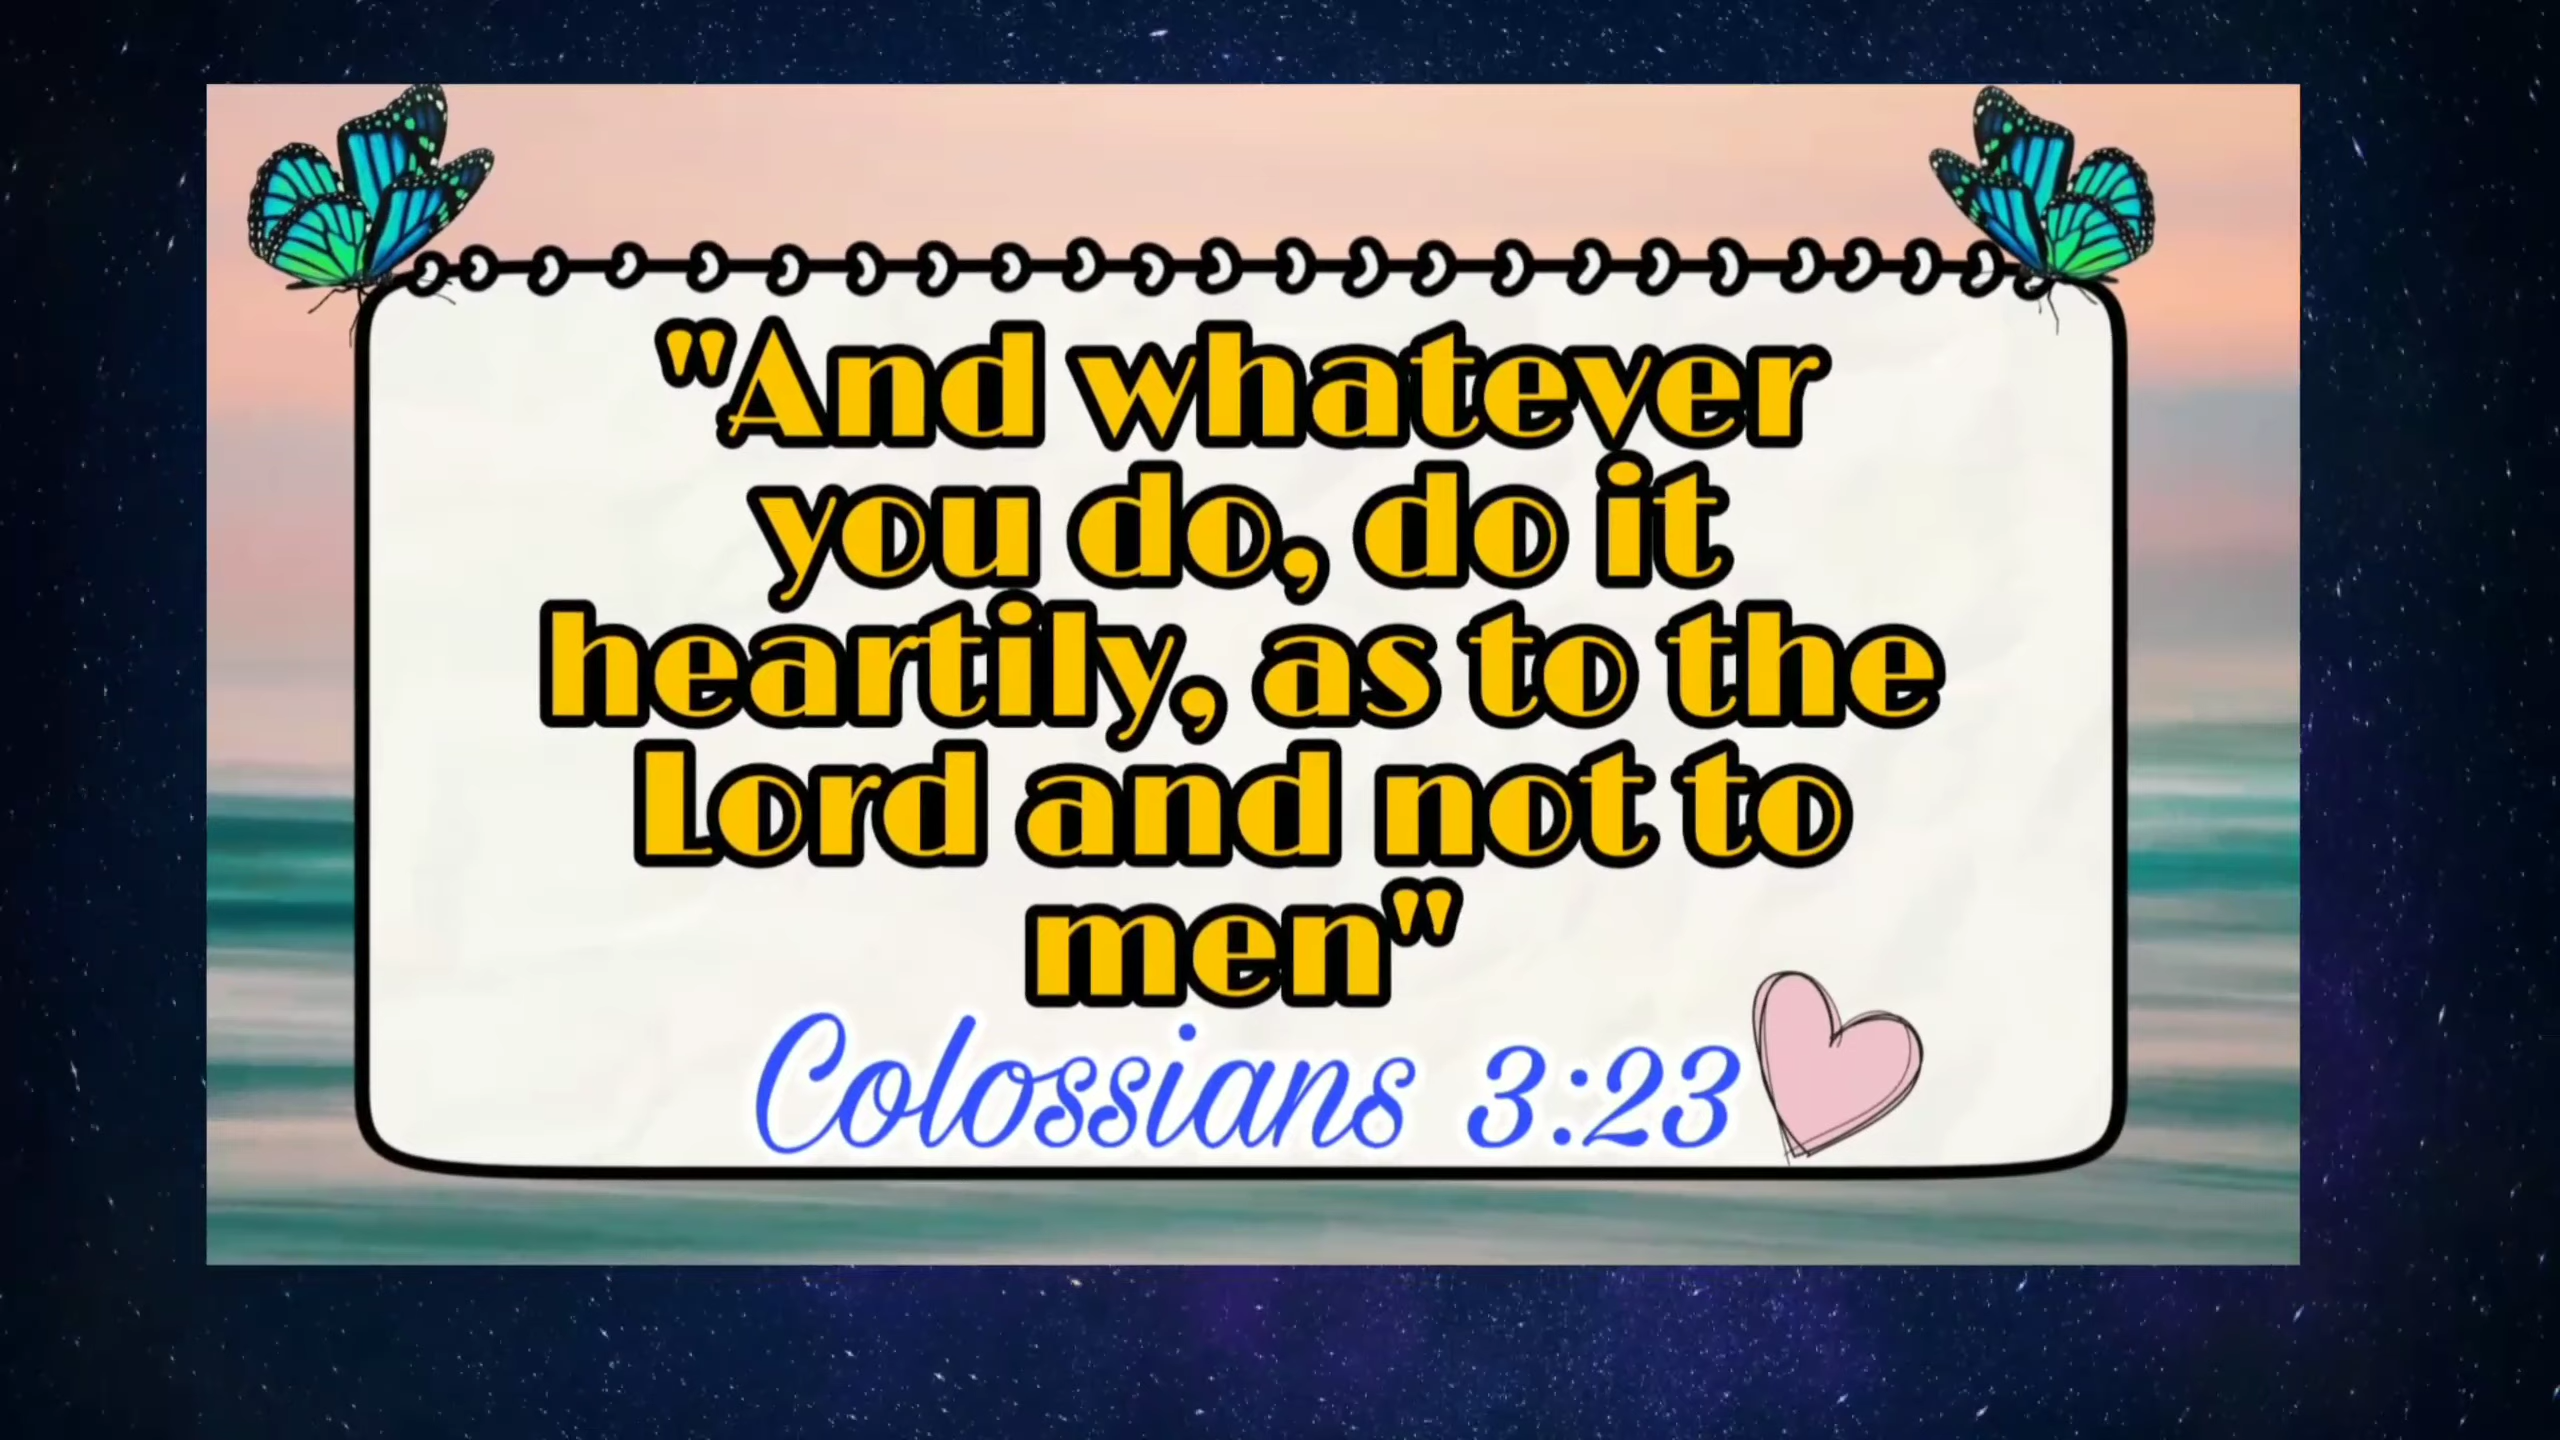 "And whatever
you do, do it
heartily, as to the
Lord and not to
men"
Colossians 3:23